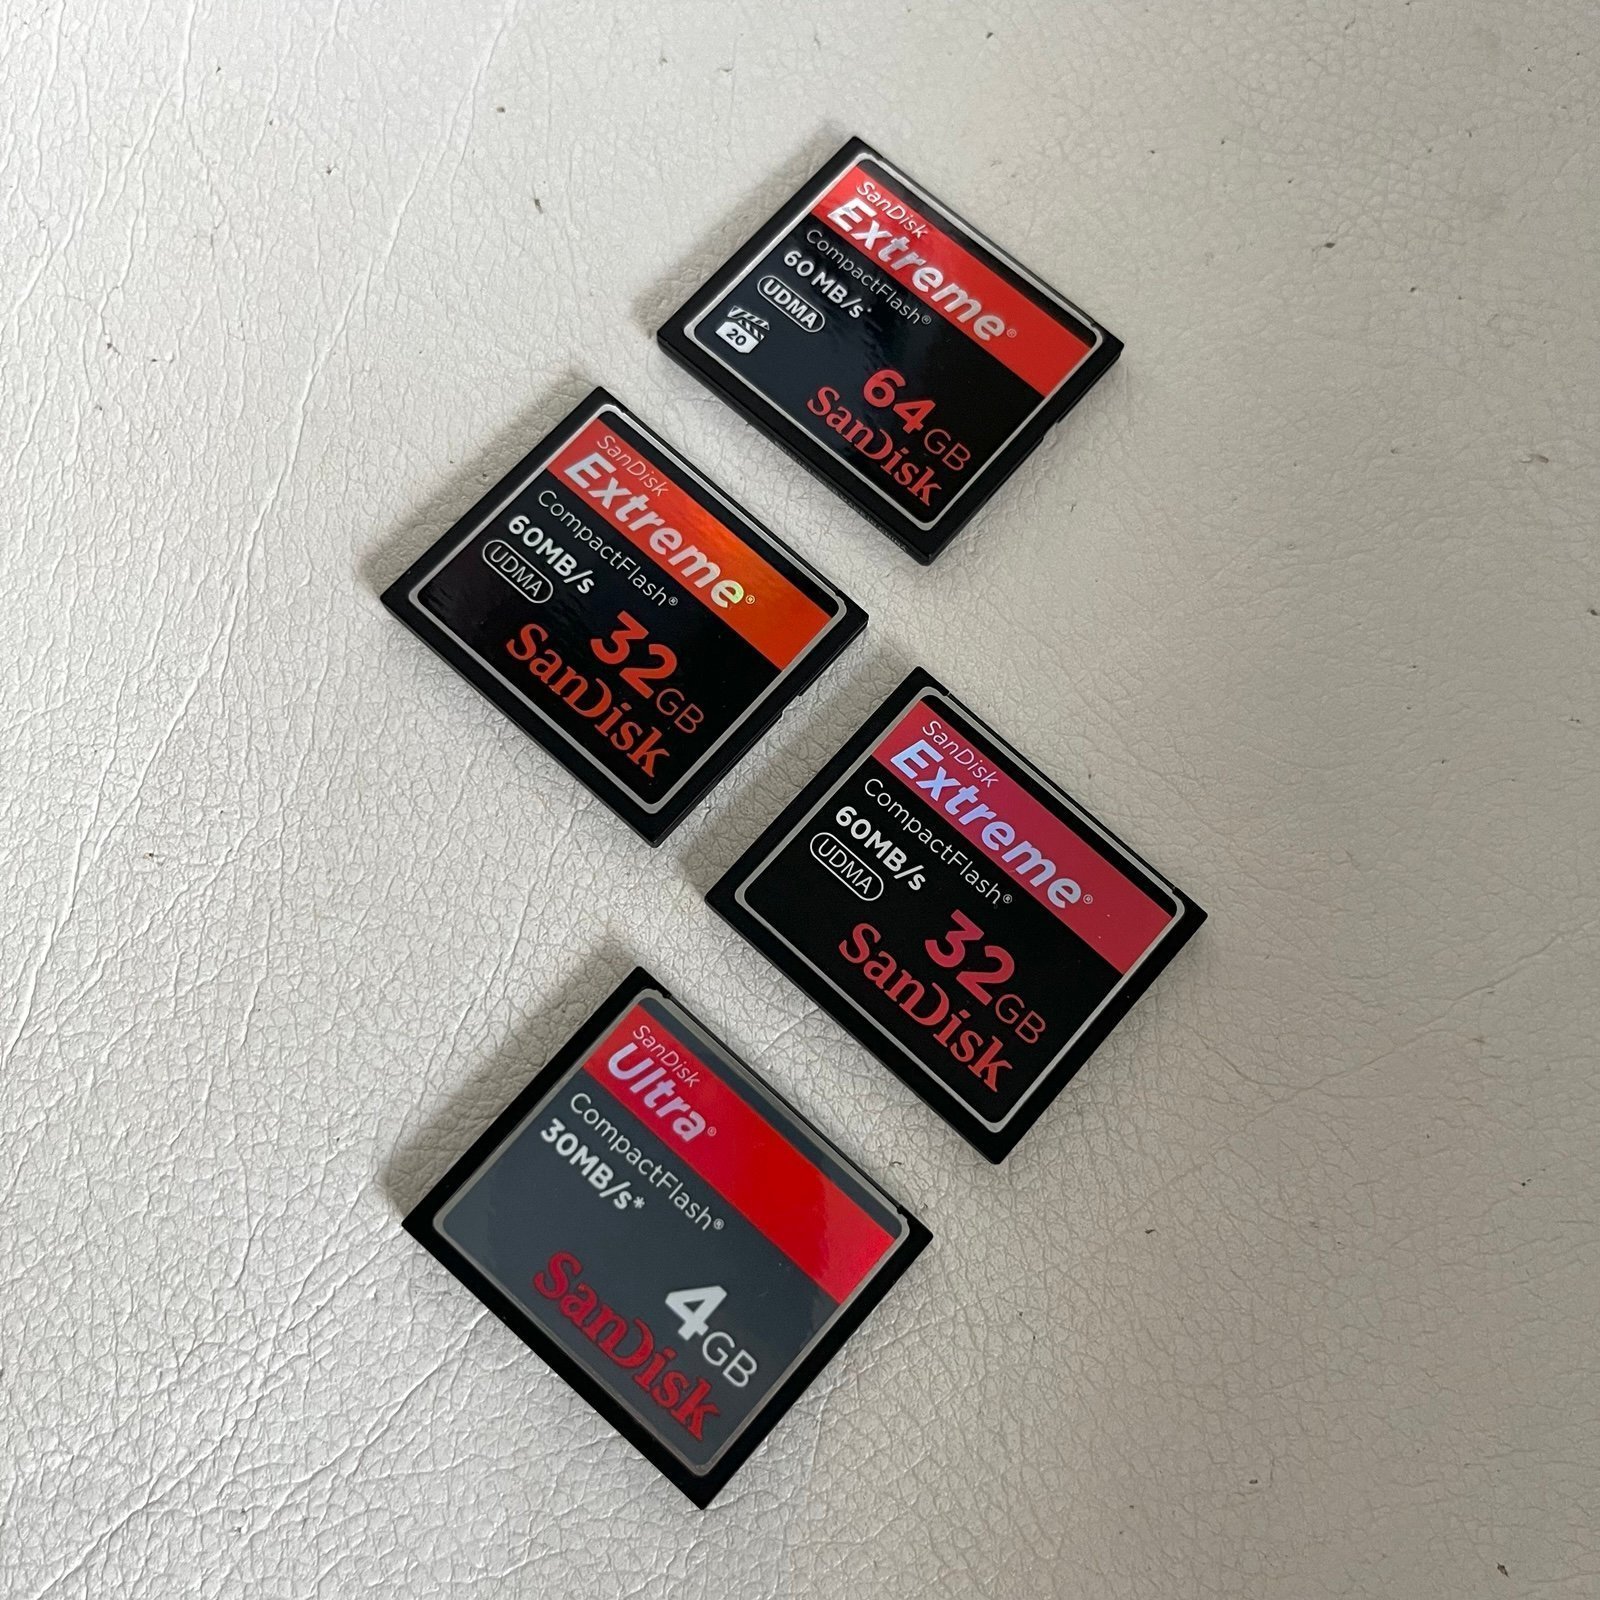 SanDisk
Extreme®
CompactFlash®
60 MB/s*
UDMA
20
64GB
SanDisk
SanDisk
Extreme®
CompactFlash®
60MB/s
UDMA
32GB
SanDisk
SanDisk
Extreme®
CompactFlash®
60MB/s
UDMA
32GB
SanDisk
SanDisk
Ultra®
CompactFlash®
30MB/s*
4GB
SanDisk